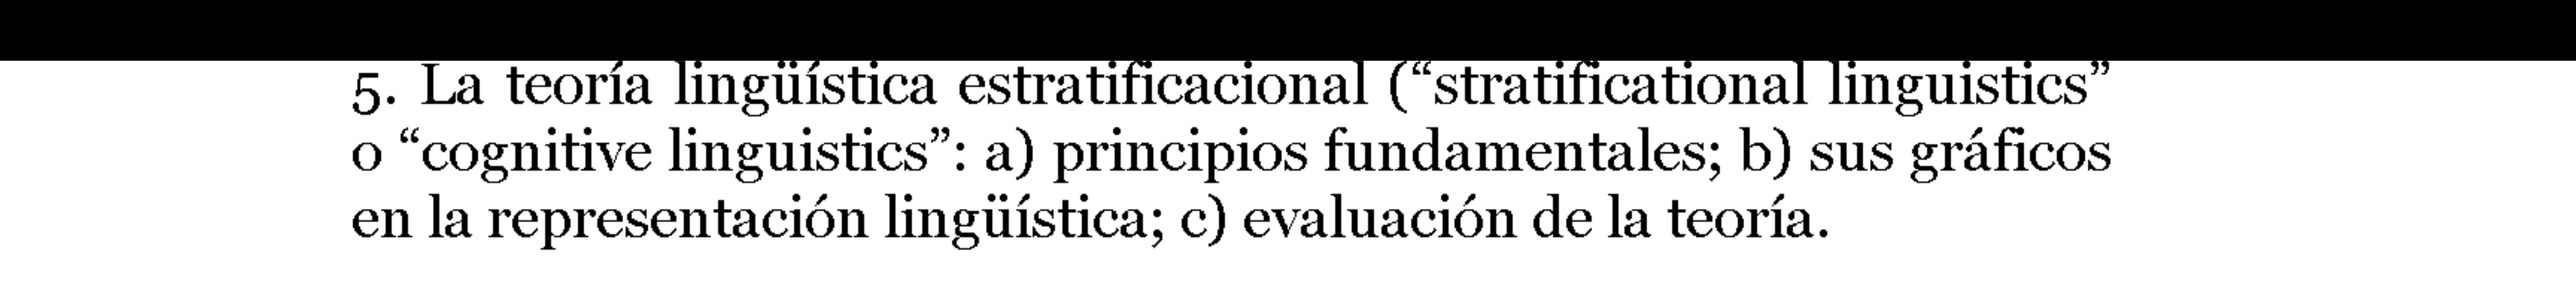 5. La teoría lingüística estratificacional (“stratificational linguistics”
o “cognitive linguistics”: a) principios fundamentales; b) sus gráficos
en la representación lingüística; c) evaluación de la teoría.